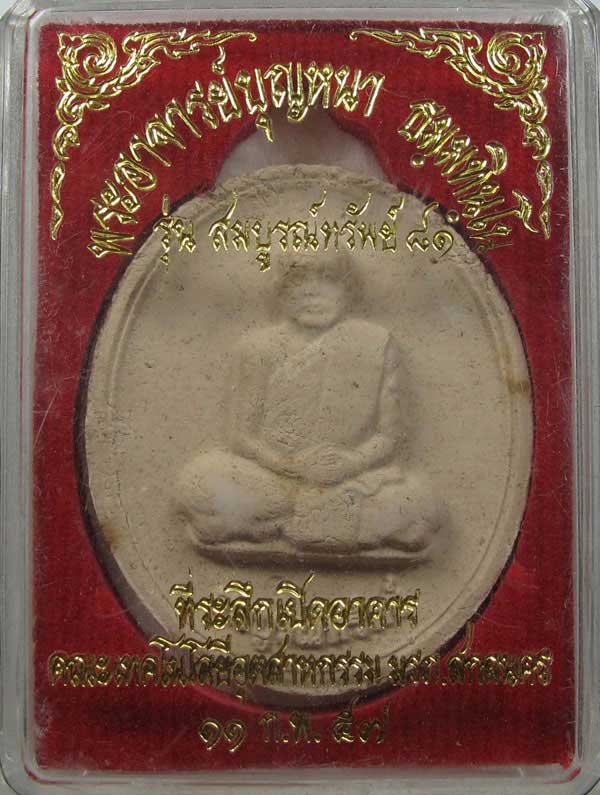 พระอาจารย์บุญหนา ธมฺมทินฺโน
รุ่น สมบูรณ์ทรัพย์ ๘๑
ที่ระลึกเปิดอาคาร
คณะเทคโนโลยีอุตสาหกรรม มรภ.สกลนคร
๑๑ ก.พ. ๕๗